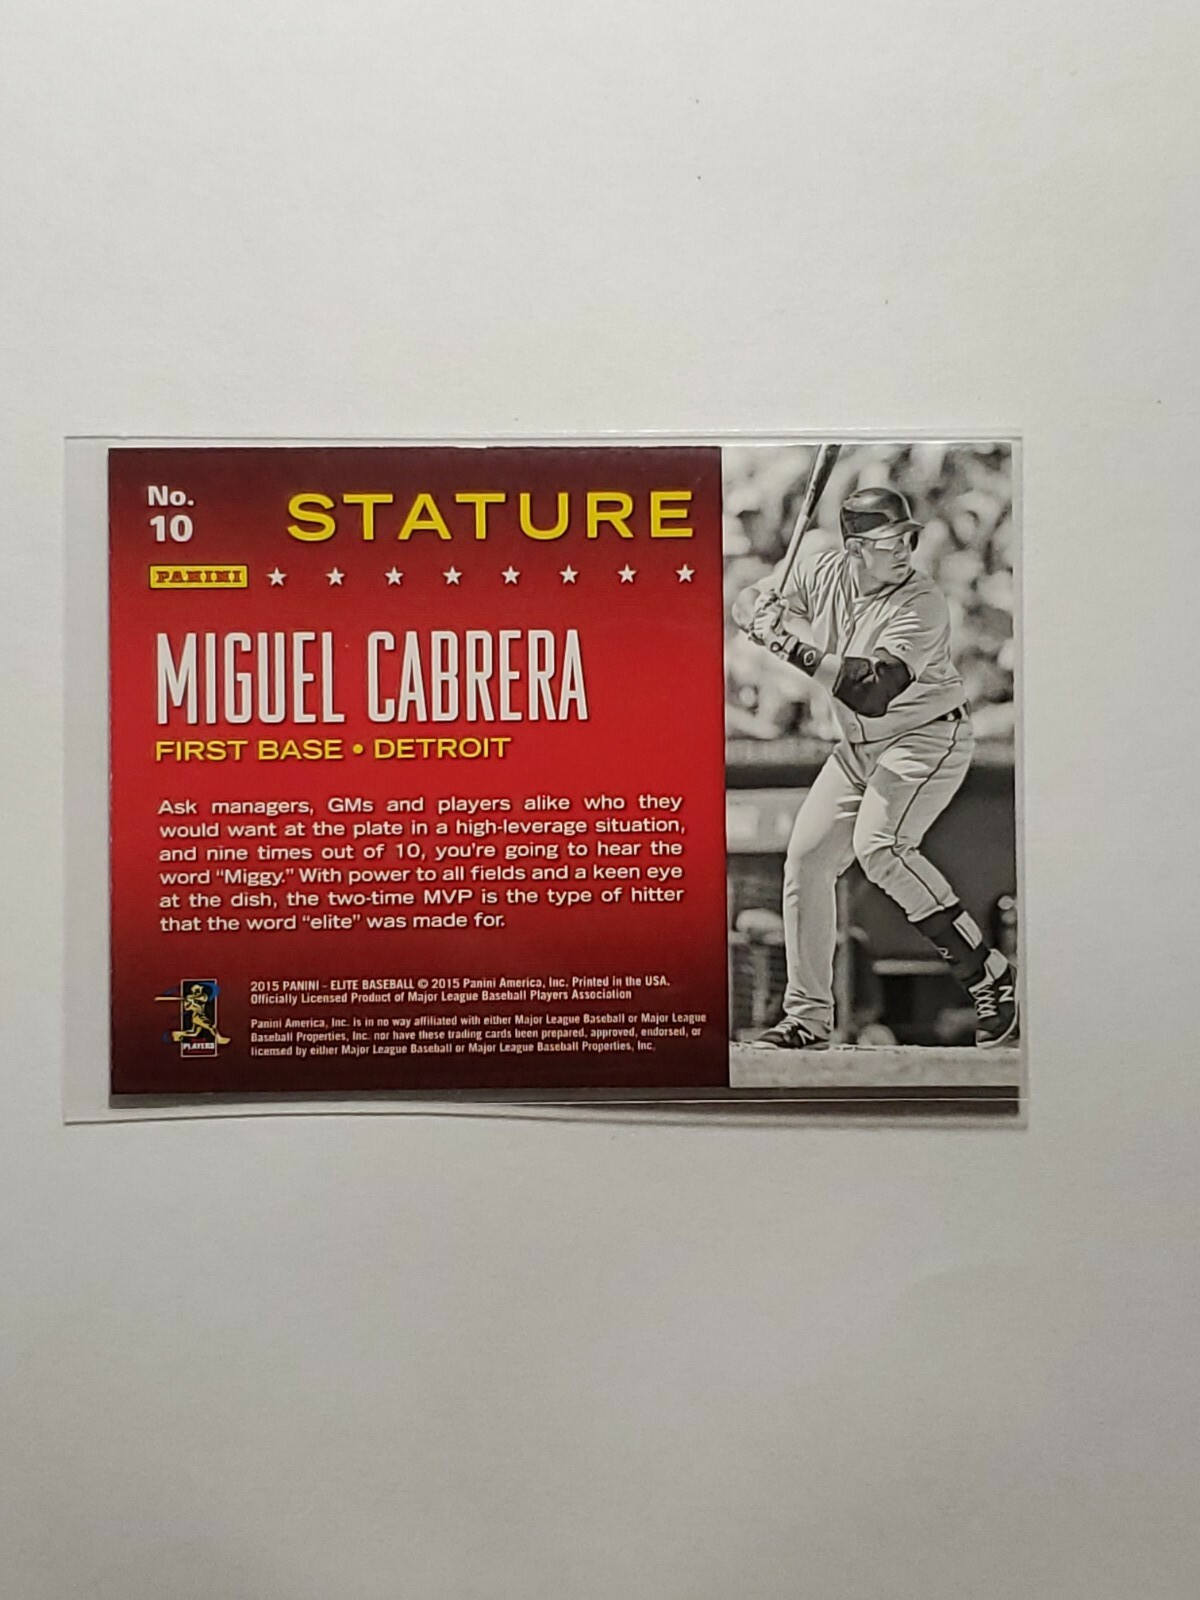 No.
10
STATURE
PANINI
MIGUEL CABRERA
FIRST BASE • DETROIT
Ask managers, GMs and players alike who they
would want at the plate in a high-leverage situation,
and nine times out of 10, you're going to hear the
word "Miggy." With power to all fields and a keen eye
at the dish, the two-time MVP is the type of hitter
that the word "elite" was made for.
2015 PANINI - ELITE BASEBALL © 2015 Panini America, Inc. Printed in the USA.
Officially Licensed Product of Major League Baseball Players Association
Panini America, Inc. is in no way affiliated with either Major League Baseball or Major League
Baseball Properties, Inc. nor have these trading cards been prepared, approved, endorsed, or
licensed by either Major League Baseball or Major League Baseball Properties, Inc.
PLAYERS
N